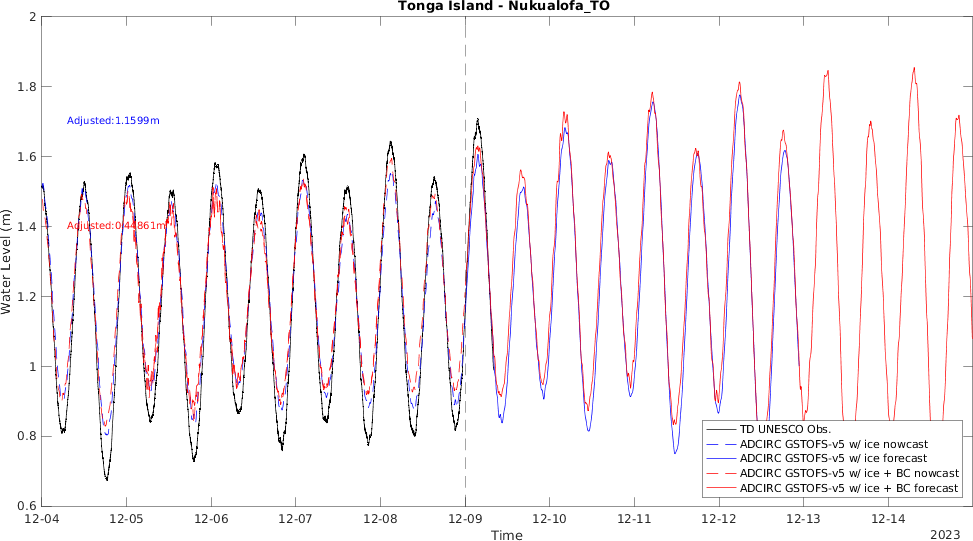 Tonga Island - Nukualofa_TO
2
1.8
1.6
1.4
1.2
1
0.8
0.6
Water Level (m)
Adjusted:1.1599m
Adjusted:0.44861m
TD UNESCO Obs.
ADCIRC GSTOFS-v5 w/ ice nowcast
ADCIRC GSTOFS-v5 w/ ice forecast
ADCIRC GSTOFS-v5 w/ ice + BC nowcast
ADCIRC GSTOFS-v5 w/ ice + BC forecast
12-04 12-05 12-06 12-07 12-08 12-09 12-10 12-11 12-12 12-13 12-14
Time
2023